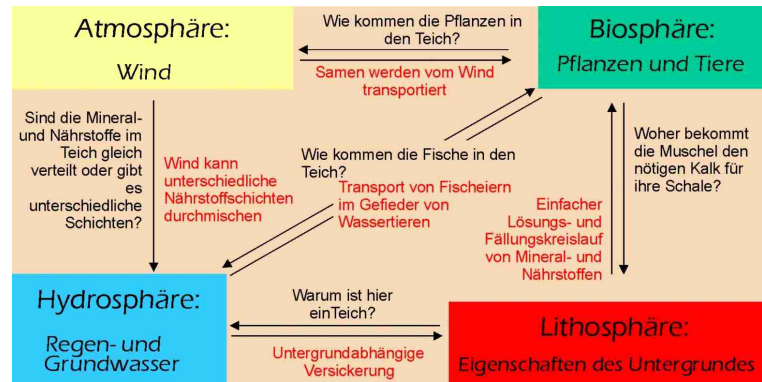 Atmosphäre:
Wind
Wie kommen die Pflanzen in
den Teich?
Samen werden vom Wind
transportiert
Biosphäre:
Pflanzen und Tiere
Sind die Mineral-
und Nährstoffe im
Teich gleich
verteilt oder gibt
es
unterschiedliche
Schichten?
Wind kann
unterschiedliche
Nährstoffschichten
durchmischen
Wie kommen die Fische in den
Teich?
Transport von Fischeiern
im Gefieder von
Wassertieren
Einfacher
Lösungs- und
Fällungskreislauf
von Mineral- und
Nährstoffen
Woher bekommt
die Muschel den
nötigen Kalk für
ihre Schale?
Hydrosphäre:
Regen- und
Grundwasser
Warum ist hier
einTeich?
Untergrundabhängige
Versickerung
Lithosphäre:
Eigenschaften des Untergrundes